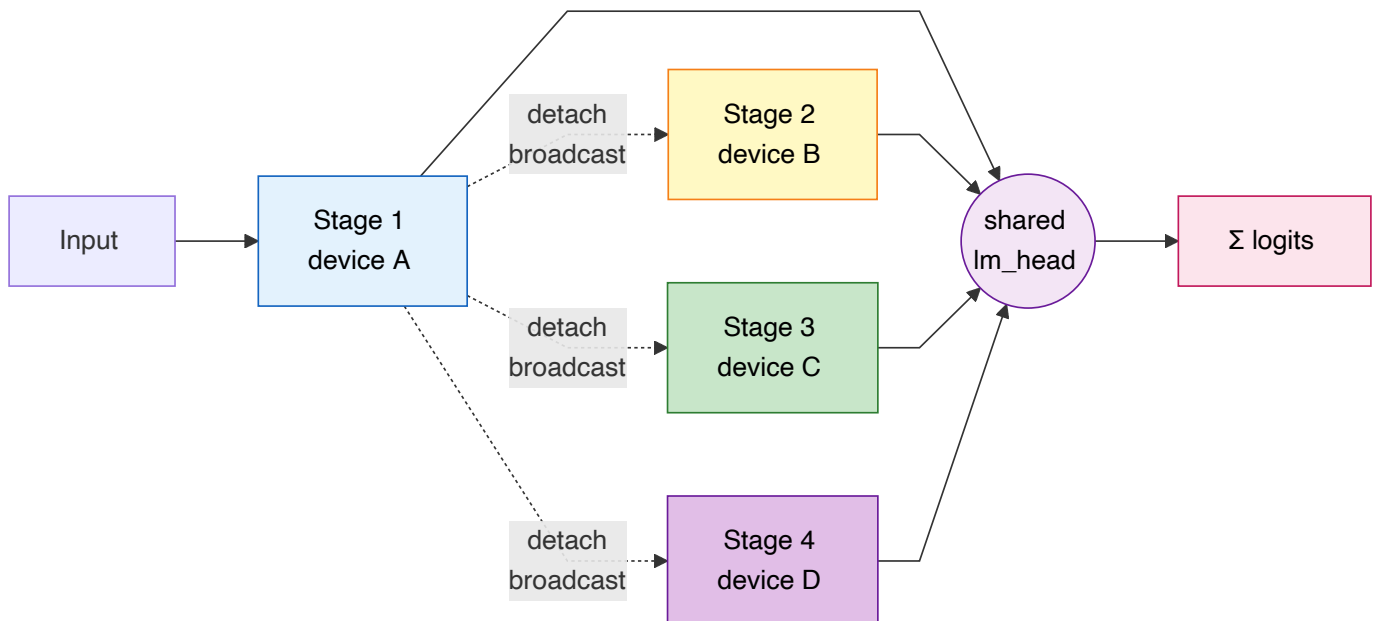 Input
Stage 1
device A
detach
broadcast
Stage 2
device B
detach
broadcast
Stage 3
device C
detach
broadcast
Stage 4
device D
shared
lm_head
Σ logits